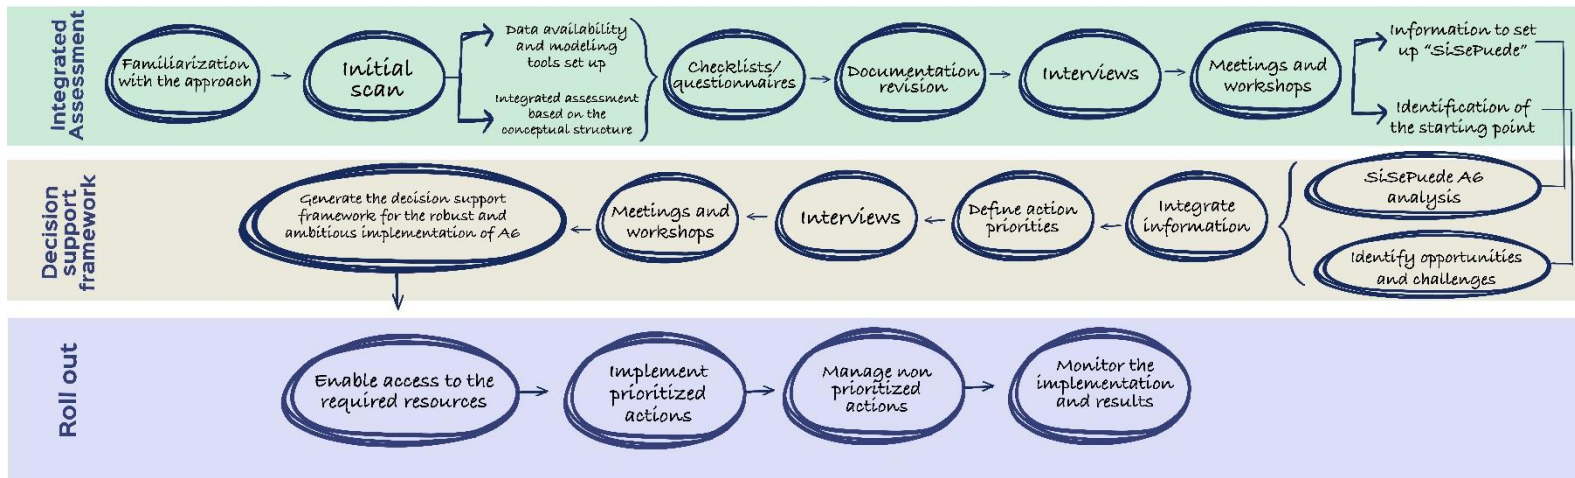 Integrated
Assessment
Familiarization
with the approach
Initial
scan
Data availability
and modeling
tools set up
Integrated assessment
based on the
conceptual structure
Checklists/
questionnaires
Documentation
revision
Interviews
Meetings and
workshops
Information to set
up “SiSePuede”
Identification of
the starting point
Decision
support
framework
SiSePuede A6
analysis
Identify opportunities
and challenges
Integrate
information
Define action
priorities
Interviews
Meetings and
workshops
Generate the decision support
framework for the robust and
ambitious implementation of A6
Roll out
Enable access to the
required resources
Implement
prioritized
actions
Manage non
prioritized
actions
Monitor the
implementation
and results